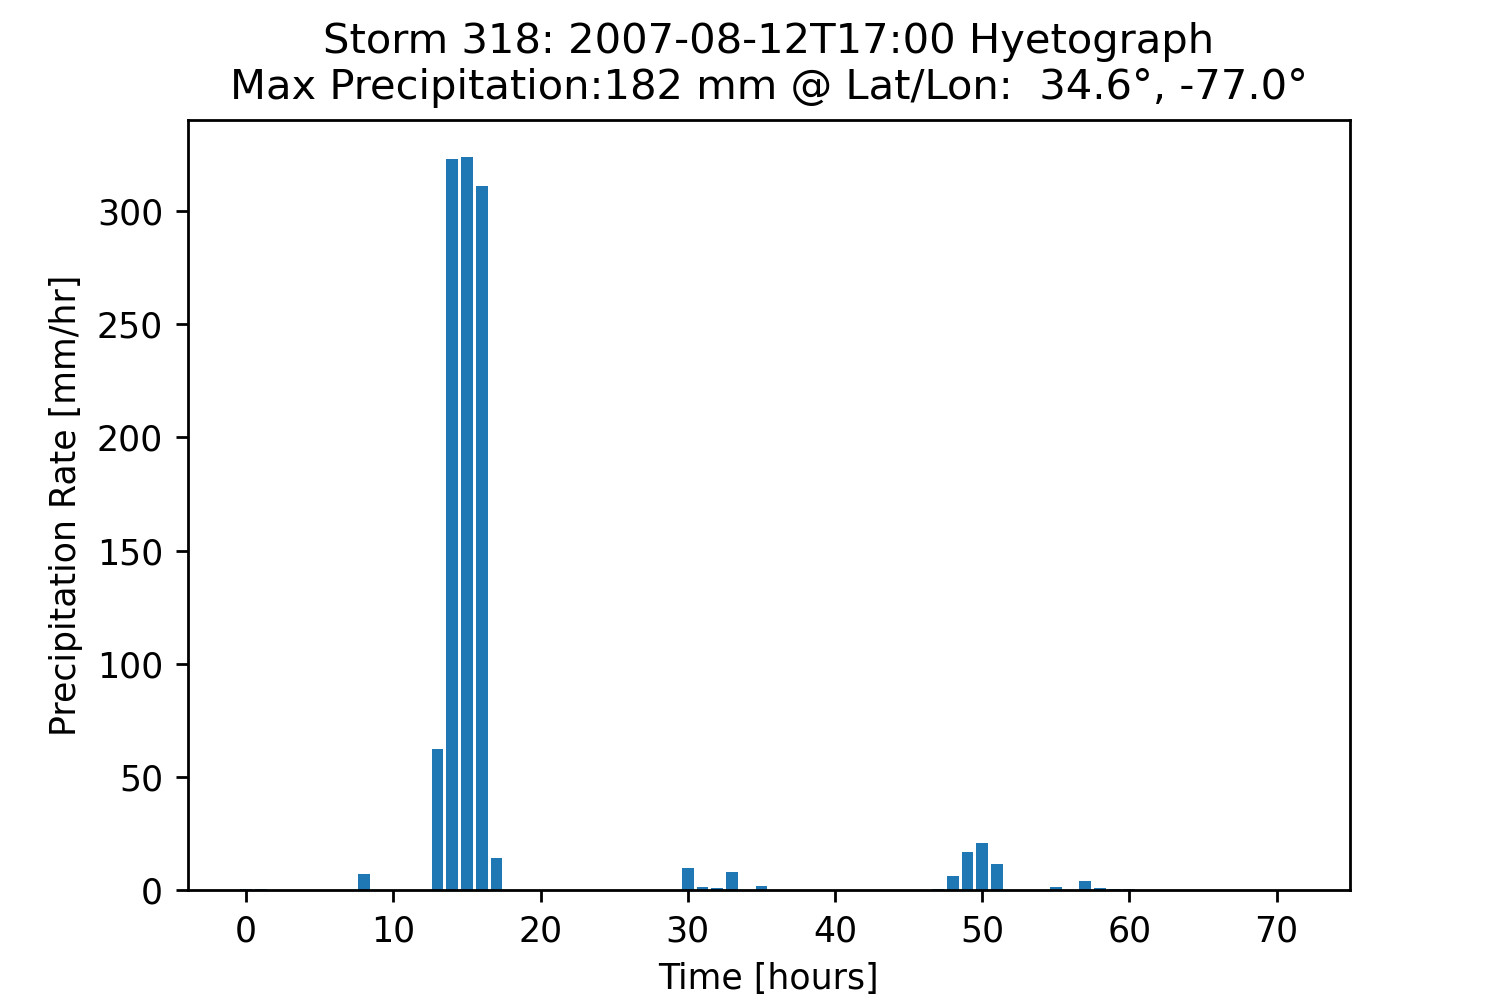 Storm 318: 2007-08-12T17:00 Hyetograph
Max Precipitation:182 mm @ Lat/Lon:  34.6°, -77.0°
Precipitation Rate [mm/hr]
300
250
200
150
100
50
0
0 10 20 30 40 50 60 70
Time [hours]